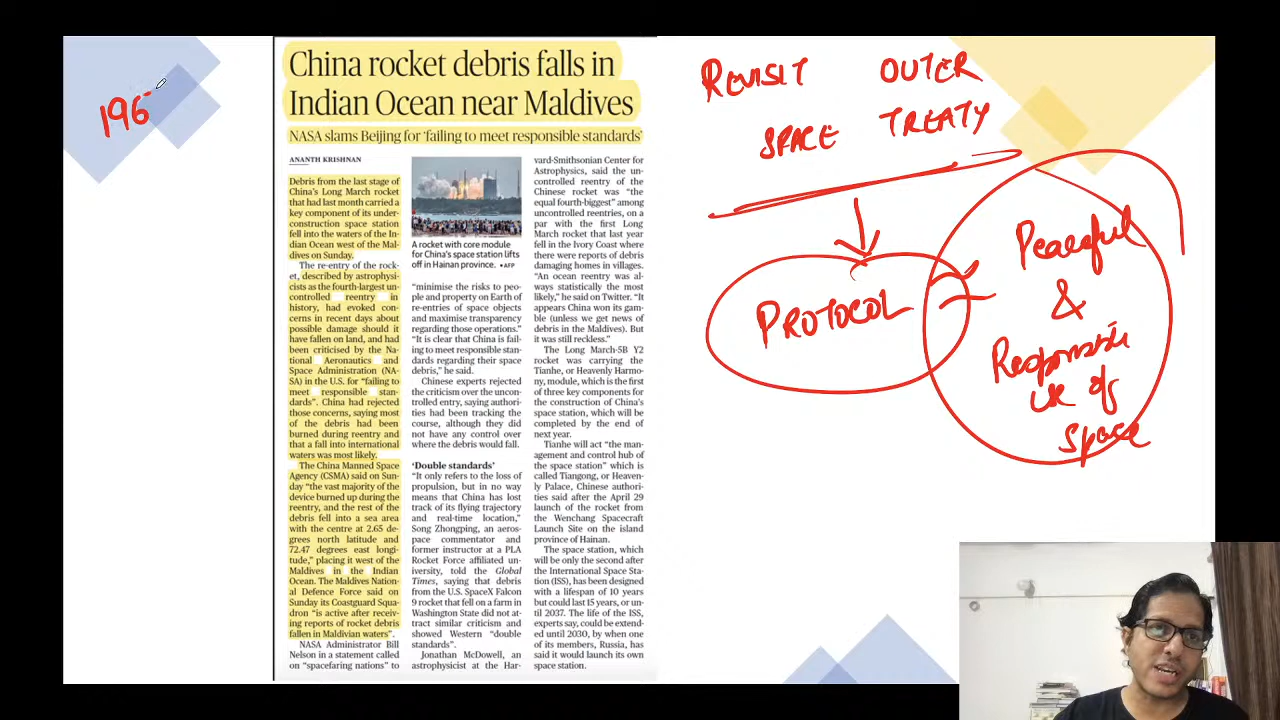 196
China rocket debris falls in
Indian Ocean near Maldives
NASA slams Beijing for ‘failing to meet responsible standards’
ANANTH KRISHNAN
Debris from the last stage of
China’s Long March rocket
that had last month carried a
key component of its under-
construction space station
fell into the waters of the In-
dian Ocean west of the Mal-
dives on Sunday.
The re-entry of the rock-
et, described by astrophysi-
cists as the fourth-largest un-
controlled reentry in
history, had evoked con-
cerns in recent days about
possible damage should it
have fallen on land, and had
been criticised by the Na-
tional Aeronautics and
Space Administration (NA-
SA) in the U.S. for “failing to
meet responsible stan-
dards”. China had rejected
those concerns, saying most
of the debris had been
burned during reentry and
that a fall into international
waters was most likely.
The China Manned Space
Agency (CSMA) said on Sun-
day “the vast majority of the
device burned up during the
reentry, and the rest of the
debris fell into a sea area
with the centre at 2.65 de-
grees north latitude and
72.47 degrees east longi-
tude,” placing it west of the
Maldives in the Indian
Ocean. The Maldives Nation-
al Defence Force said on
Sunday its Coastguard Squa-
dron “is active after receiv-
ing reports of rocket debris
fallen in Maldivian waters”.
NASA Administrator Bill
Nelson in a statement called
on “spacefaring nations” to
A rocket with core module
for China’s space station lifts
off in Hainan province. • AFP
“minimise the risks to peo-
ple and property on Earth of
re-entries of space objects
and maximise transparency
regarding those operations.”
“It is clear that China is fail-
ing to meet responsible stan-
dards regarding their space
debris,” he said.
Chinese experts rejected
the criticism over the uncon-
trolled entry, saying authori-
ties had been tracking the
course, although they did
not have any control over
where the debris would fall.
‘Double standards’
“It only refers to the loss of
propulsion, but in no way
means that China has lost
track of its flying trajectory
and real-time location,”
Song Zhongping, an aeros-
pace commentator and
former instructor at a PLA
Rocket Force affiliated un-
iversity, told the Global
Times, saying that debris
from the U.S. SpaceX Falcon
9 rocket that fell on a farm in
Washington State did not at-
tract similar criticism and
showed Western “double
standards”.
Jonathan McDowell, an
astrophysicist at the Har-
vard-Smithsonian Center for
Astrophysics, said the un-
controlled reentry of the
Chinese rocket was “the
equal fourth-biggest” among
uncontrolled reentries, on a
par with the first Long
March rocket that last year
fell in the Ivory Coast where
there were reports of debris
damaging homes in villages.
“An ocean reentry was al-
ways statistically the most
likely,” he said on Twitter. “It
appears China won its gam-
ble (unless we get news of
debris in the Maldives). But
it was still reckless.”
The Long March-5B Y2
rocket was carrying the
Tianhe, or Heavenly Harmo-
ny, module, which is the first
of three key components for
the construction of China’s
space station, which will be
completed by the end of
next year.
Tianhe will act “the man-
agement and control hub of
the space station” which is
called Tiangong, or Heaven-
ly Palace, Chinese authori-
ties said after the April 29
launch of the rocket from
the Wenchang Spacecraft
Launch Site on the island
province of Hainan.
The space station, which
will be only the second after
the International Space Sta-
tion (ISS), has been designed
with a lifespan of 10 years
but could last 15 years, or un-
til 2037. The life of the ISS,
experts say, could be extend-
ed until 2030, by when one
of its members, Russia, has
said it would launch its own
space station.
REVISIT OUTER
SPACE TREATY
PROTOCOL
Peaceful
&
Responsible
use of
Space